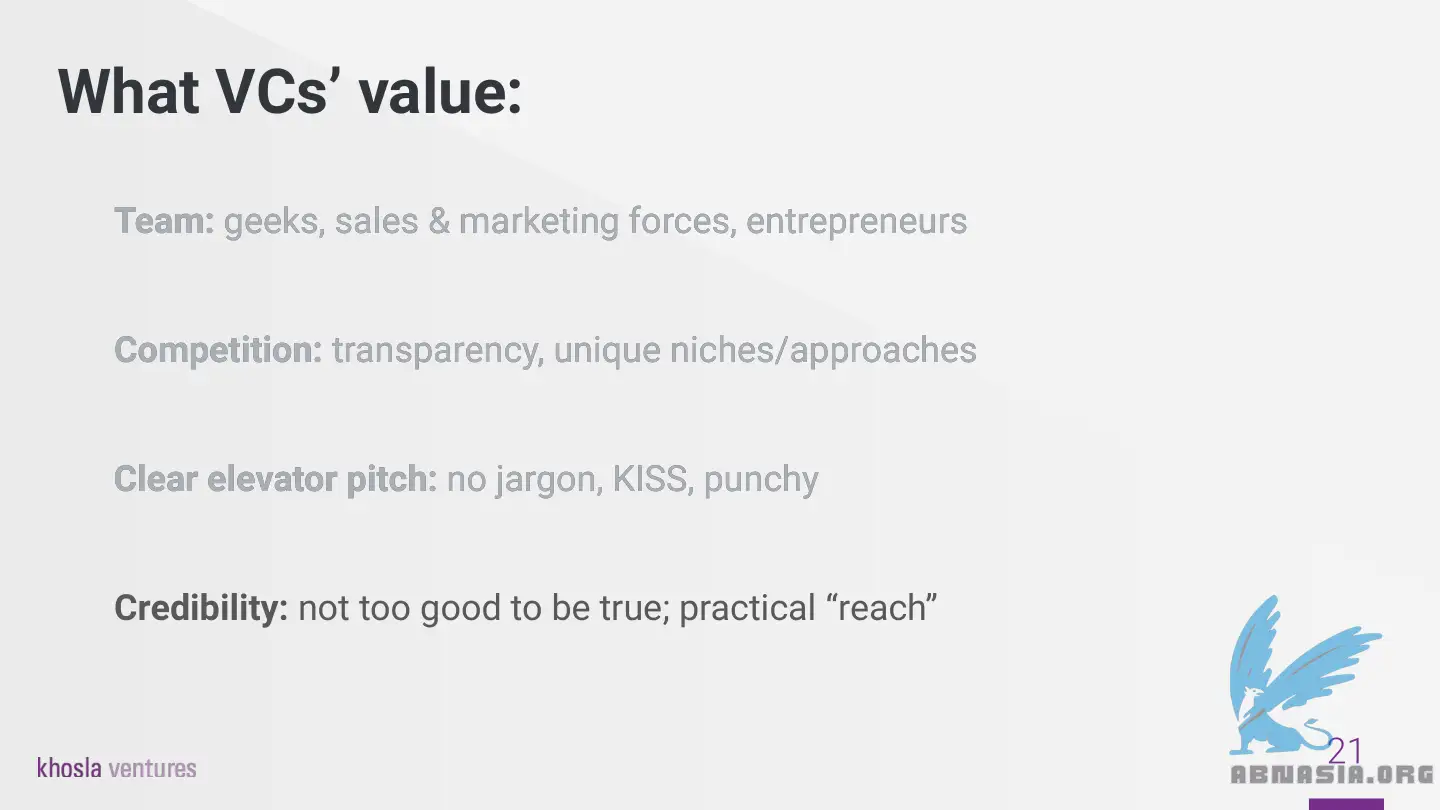 What VCs’ value:
Team: geeks, sales & marketing forces, entrepreneurs
Competition: transparency, unique niches/approaches
Clear elevator pitch: no jargon, KISS, punchy
Credibility: not too good to be true; practical “reach”
khosla ventures
21
ABNASIA.ORG